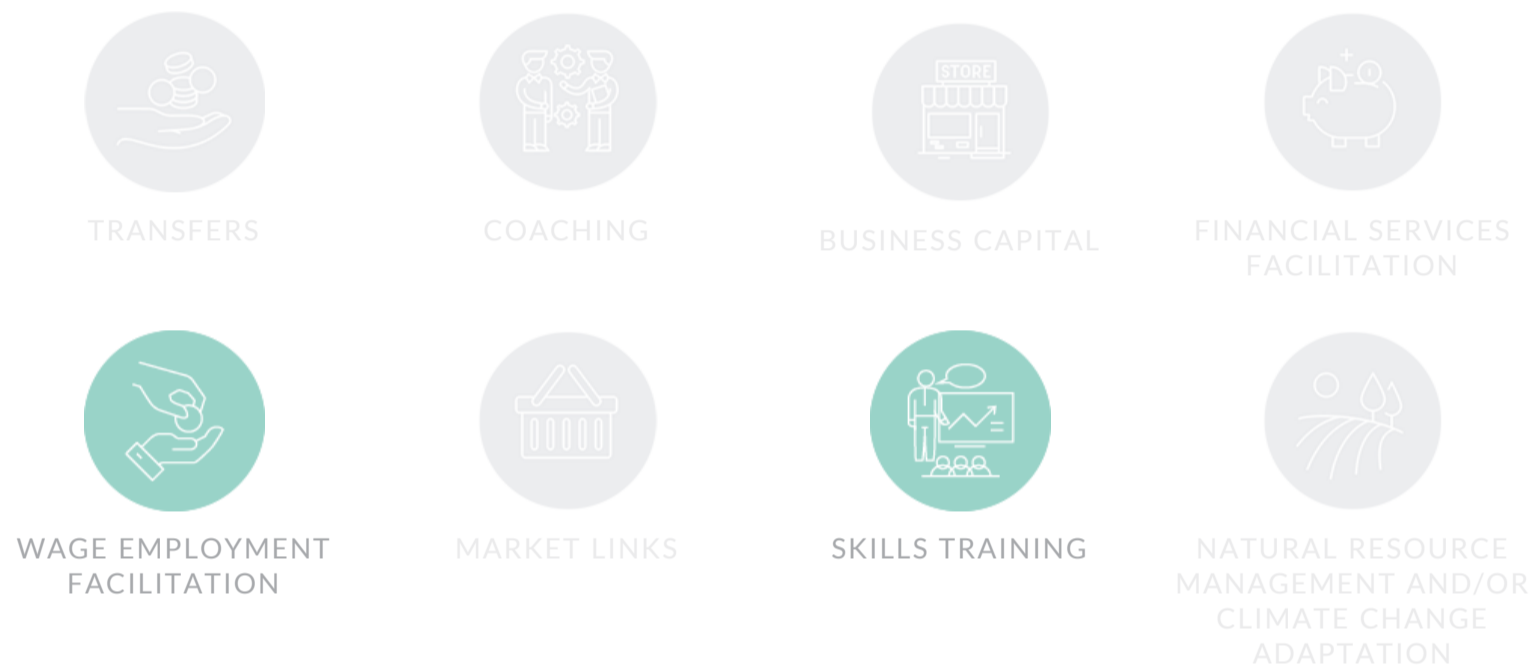 STORE
TRANSFERS
COACHING
BUSINESS CAPITAL
FINANCIAL SERVICES
FACILITATION
WAGE EMPLOYMENT
FACILITATION
MARKET LINKS
SKILLS TRAINING
NATURAL RESOURCE
MANAGEMENT AND/OR
CLIMATE CHANGE
ADAPTATION